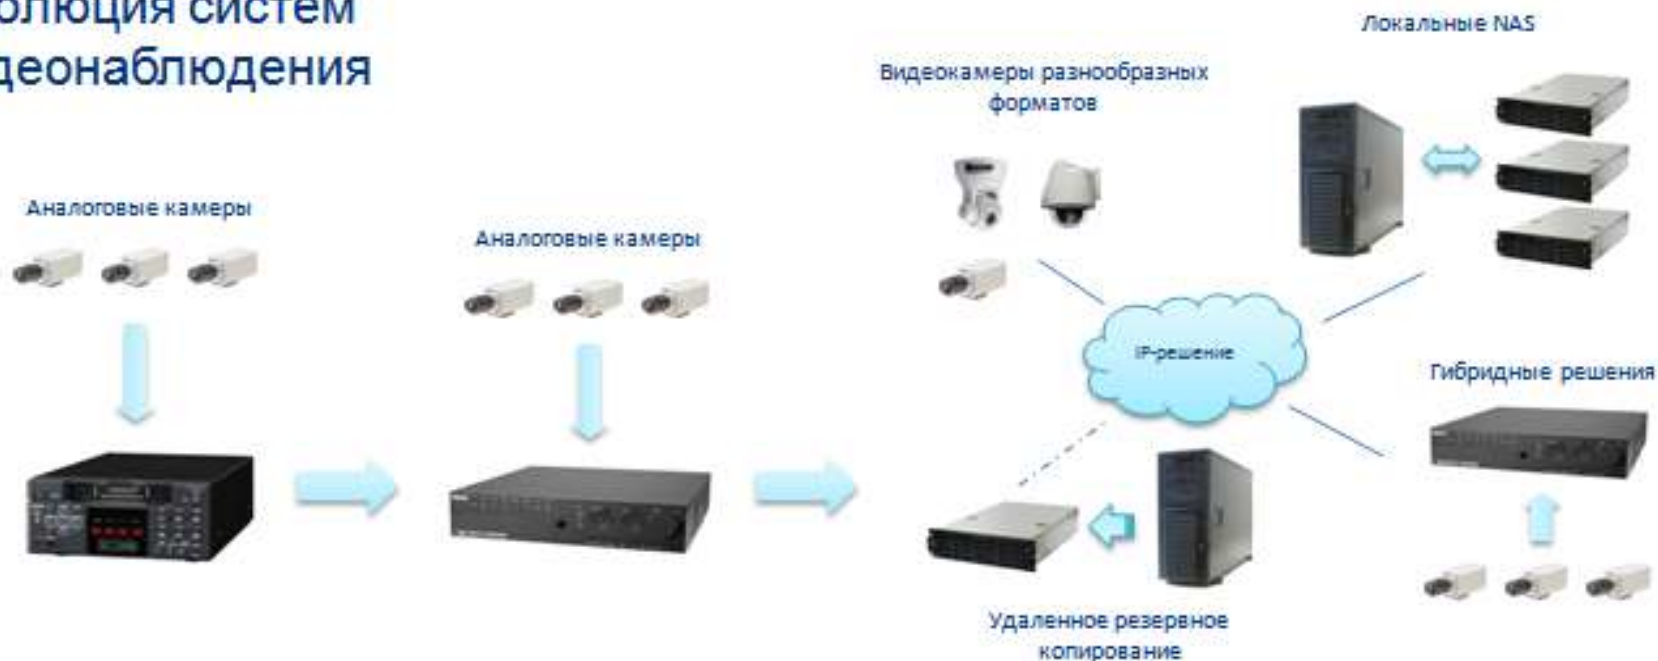 олюция систем
деонаблюдения
Аналоговые камеры
Аналоговые камеры
Видеокамеры разнообразных
форматов
Локальные NAS
IP-решение
Гибридные решения
Удаленное резервное
копирование